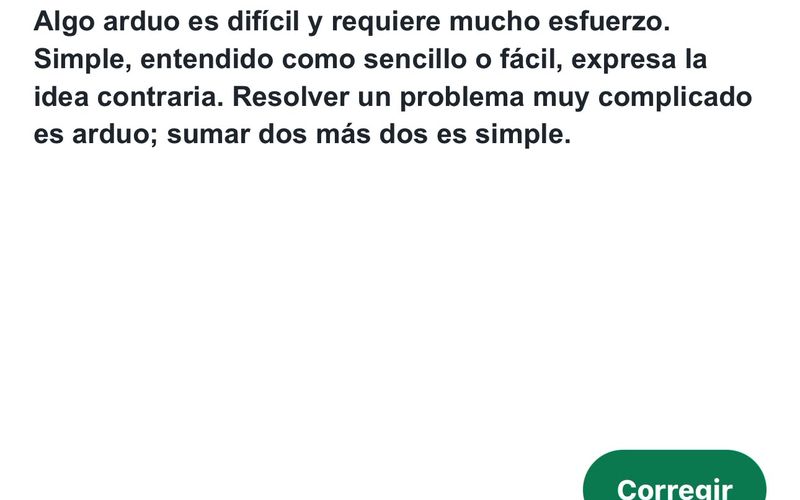 Algo arduo es difícil y requiere mucho esfuerzo.
Simple, entendido como sencillo o fácil, expresa la
idea contraria. Resolver un problema muy complicado
es arduo; sumar dos más dos es simple.
Corregir